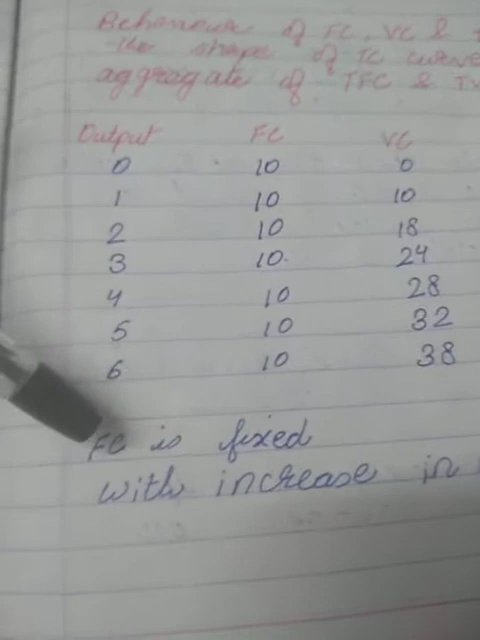 Behaviour of FC, VC &
the shape of TC curve
aggregate of TFC &
Output FC VC
0 10 0
1 10 10
2 10 18
3 10 24
4 10 28
5 10 32
6 10 38
FC is fixed
with increase in